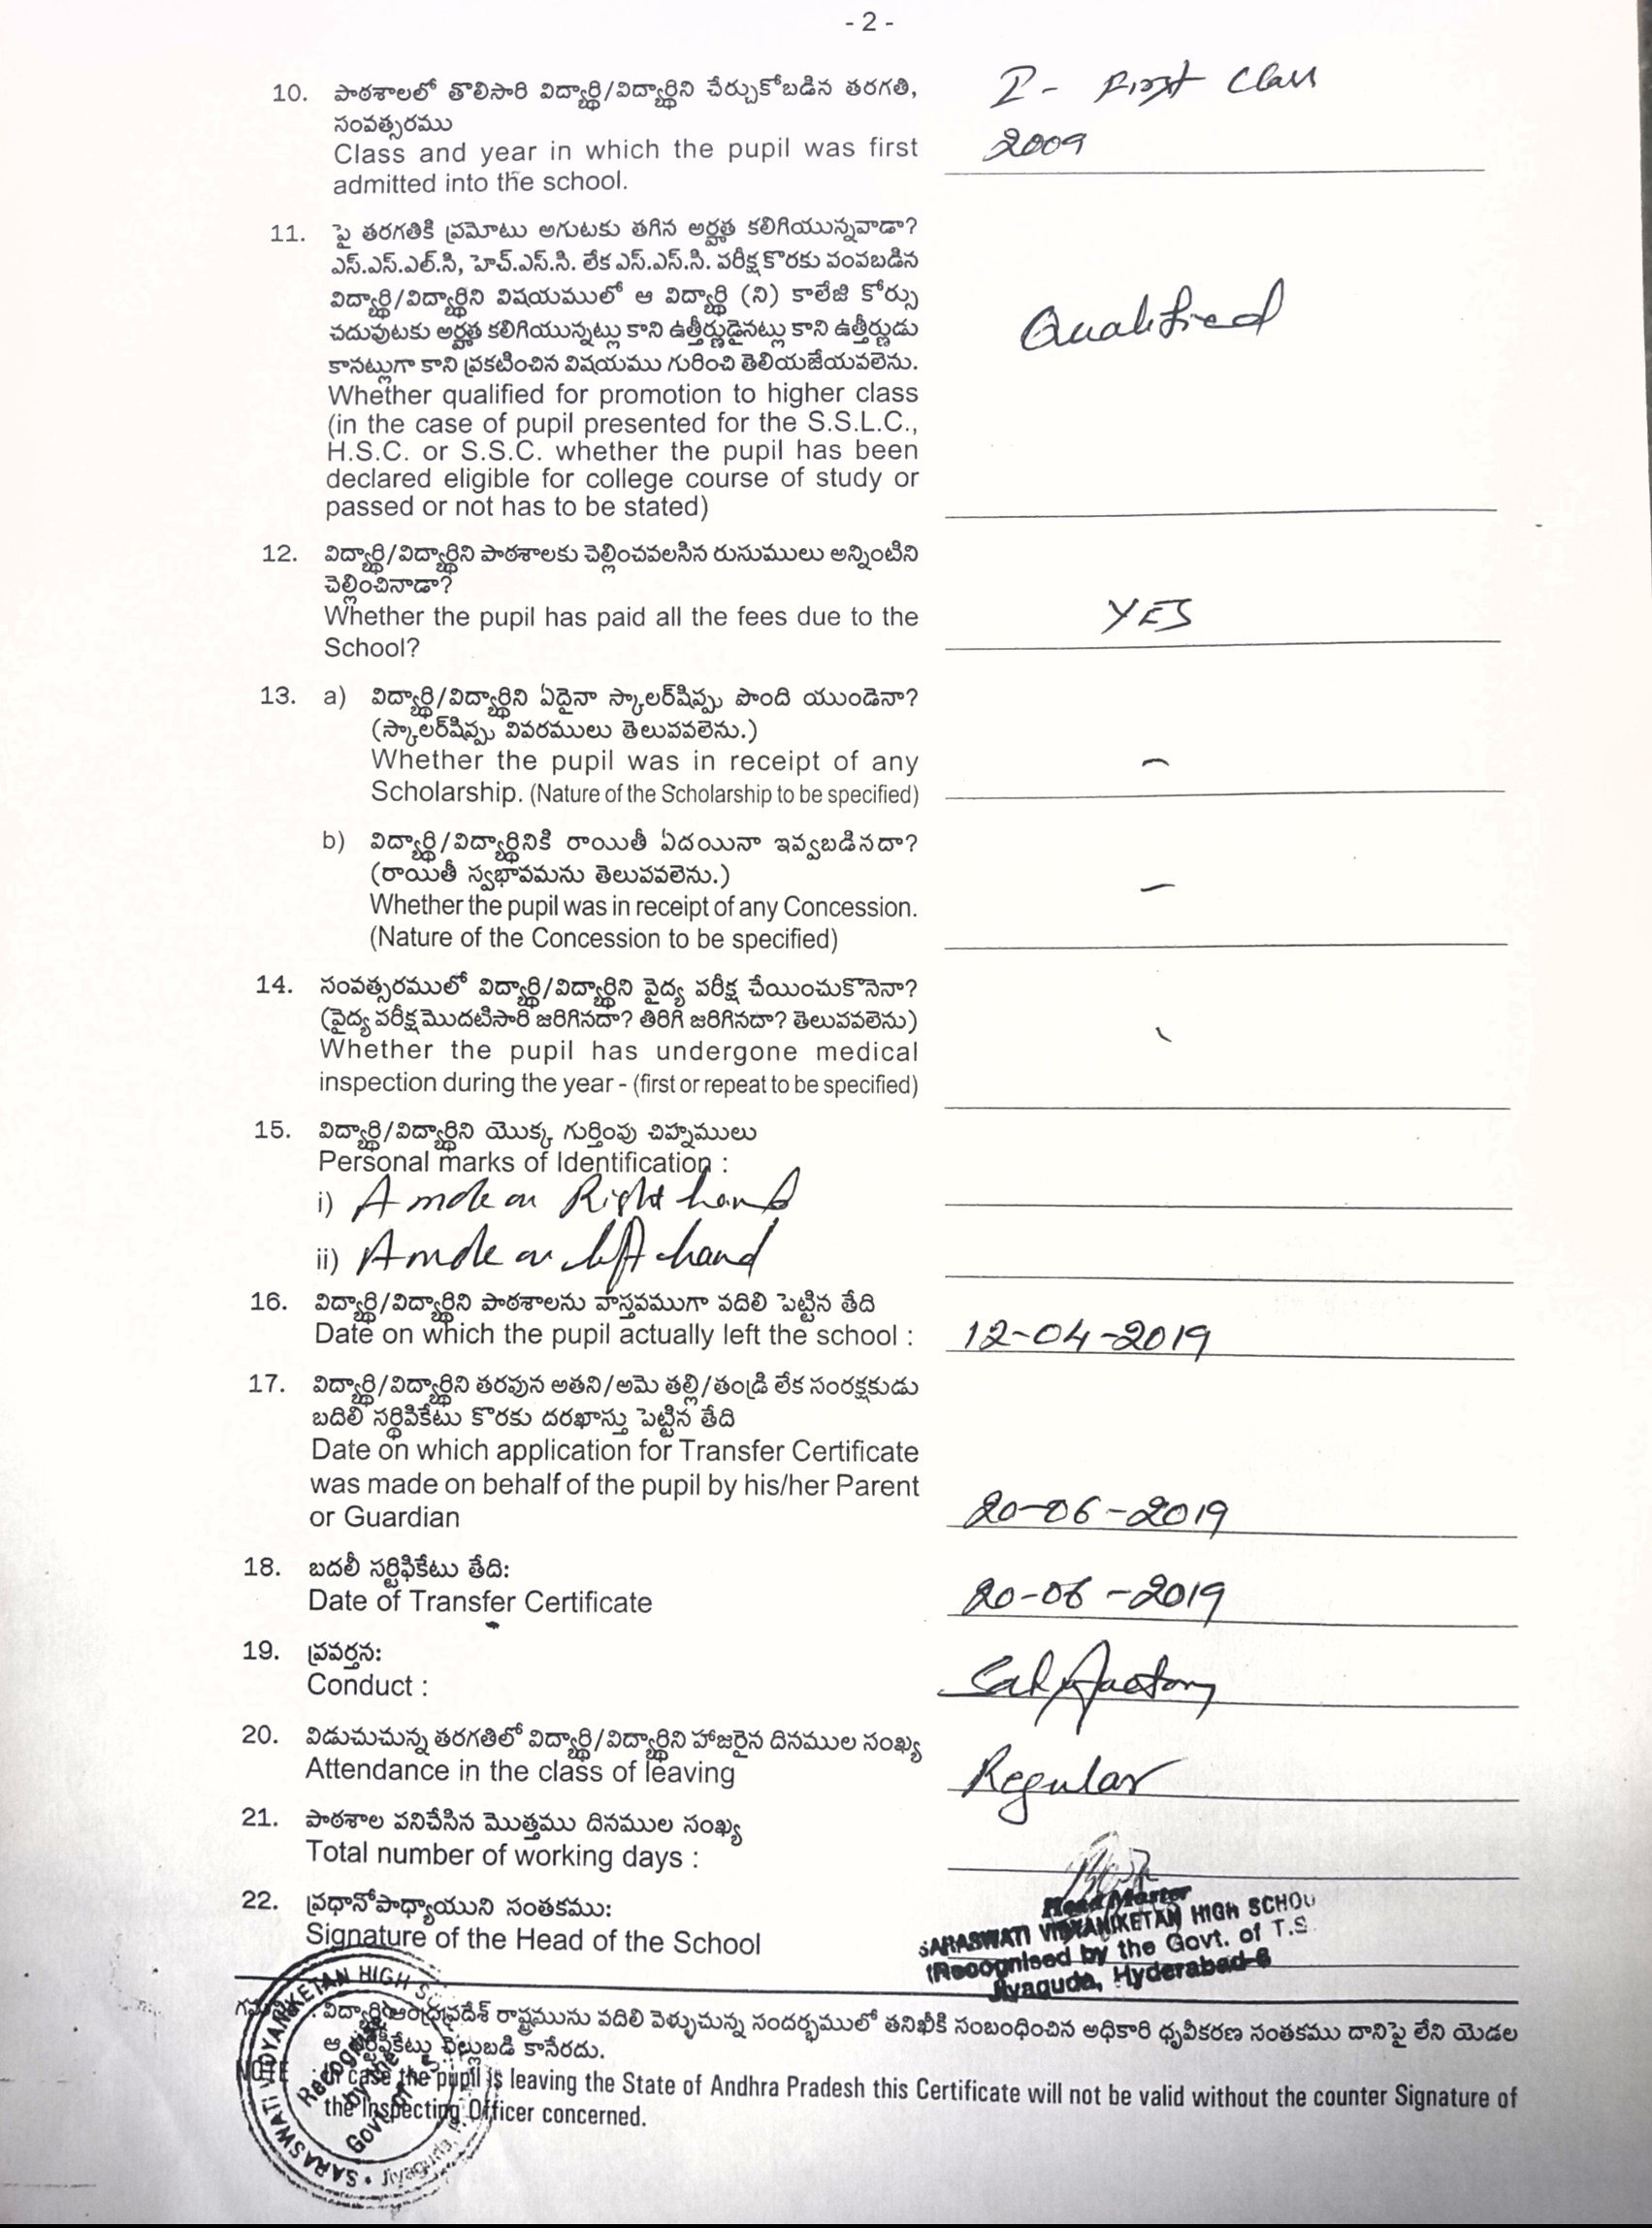 - 2 -
10. పాఠశాలలో తొలిసారి విద్యార్థి/విద్యార్థిని చేర్చుకోబడిన తరగతి, I - First Class
సంవత్సరము
Class and year in which the pupil was first 2009
admitted into the school.
11. పై తరగతికి ప్రమోటు అగుటకు తగిన అర్హత కలిగియున్నవాడా?
ఎస్.ఎస్.ఎల్.సి, హెచ్.ఎస్.సి. లేక ఎస్.ఎస్.సి. పరీక్ష కొరకు పంపబడిన
విద్యార్థి/విద్యార్థిని విషయములో ఆ విద్యార్థి (ని) కాలేజి కోర్సు
చదువుటకు అర్హత కలిగియున్నట్లు కాని ఉత్తీర్ణుడైనట్లు కాని ఉత్తీర్ణుడు Qualified
కానట్లుగా కాని ప్రకటించిన విషయము గురించి తెలియజేయవలెను.
Whether qualified for promotion to higher class
(in the case of pupil presented for the S.S.L.C.,
H.S.C. or S.S.C. whether the pupil has been
declared eligible for college course of study or
passed or not has to be stated)
12. విద్యార్థి/విద్యార్థిని పాఠశాలకు చెల్లించవలసిన రుసుములు అన్నింటిని
చెల్లించినాడా?
Whether the pupil has paid all the fees due to the YES
School?
13. a) విద్యార్థి/విద్యార్థిని ఏదైనా స్కాలర్‌షిప్పు పొంది యుండెనా?
(స్కాలర్‌షిప్పు వివరములు తెలుపవలెను.)
Whether the pupil was in receipt of any -
Scholarship. (Nature of the Scholarship to be specified)
b) విద్యార్థి/విద్యార్థినికి రాయితీ ఏదయినా ఇవ్వబడినదా?
(రాయితీ స్వభావమను తెలుపవలెను.) -
Whether the pupil was in receipt of any Concession.
(Nature of the Concession to be specified)
14. సంవత్సరములో విద్యార్థి/విద్యార్థిని వైద్య పరీక్ష చేయించుకొనెనా?
(వైద్య పరీక్ష మొదటిసారి జరిగినదా? తిరిగి జరిగినదా? తెలుపవలెను)
Whether the pupil has undergone medical
inspection during the year - (first or repeat to be specified)
15. విద్యార్థి/విద్యార్థిని యొక్క గుర్తింపు చిహ్నములు
Personal marks of Identification :
i) A mole on Right hand
ii) A mole on left hand
16. విద్యార్థి/విద్యార్థిని పాఠశాలను వాస్తవముగా వదిలి పెట్టిన తేది
Date on which the pupil actually left the school : 12-04-2019
17. విద్యార్థి/విద్యార్థిని తరపున అతని/అమె తల్లి/తండ్రి లేక సంరక్షకుడు
బదిలీ సర్థిఫికేటు కొరకు దరఖాస్తు పెట్టిన తేది
Date on which application for Transfer Certificate
was made on behalf of the pupil by his/her Parent
or Guardian 20-06-2019
18. బదలీ సర్టిఫికేటు తేది:
Date of Transfer Certificate 20-06-2019
19. ప్రవర్తన:
Conduct : Satisfactory
20. విడుచుచున్న తరగతిలో విద్యార్థి/విద్యార్థిని హాజరైన దినముల సంఖ్య
Attendance in the class of leaving Regular
21. పాఠశాల పనిచేసిన మొత్తము దినముల సంఖ్య
Total number of working days :
22. ప్రధానోపాధ్యాయుని సంతకము: Head Master
Signature of the Head of the School SARASWATI VIDYANIKETAN HIGH SCHOOL
(Recognised by the Govt. of T.S.
Jiyaguda, Hyderabad-6
విద్యార్థి ఆంధ్రప్రదేశ్ రాష్ట్రమును వదిలి వెళ్ళుచున్న సందర్భములో తనిఖీకి సంబంధించిన అధికారి ధృవీకరణ సంతకము దానిపై లేని యెడల
ఆ సర్టిఫికేటు చెల్లుబడి కానేరదు.
NOTE : In case the pupil is leaving the State of Andhra Pradesh this Certificate will not be valid without the counter Signature of
the Inspecting Officer concerned.
SARASWATI VIDYANIKETAN HIGH
Recognised
by the
Govt. of
Jiyaguda,